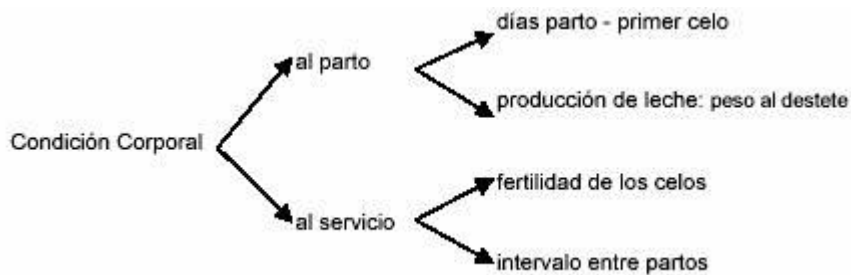 días parto - primer celo
al parto
producción de leche: peso al destete
Condición Corporal
fertilidad de los celos
al servicio
intervalo entre partos